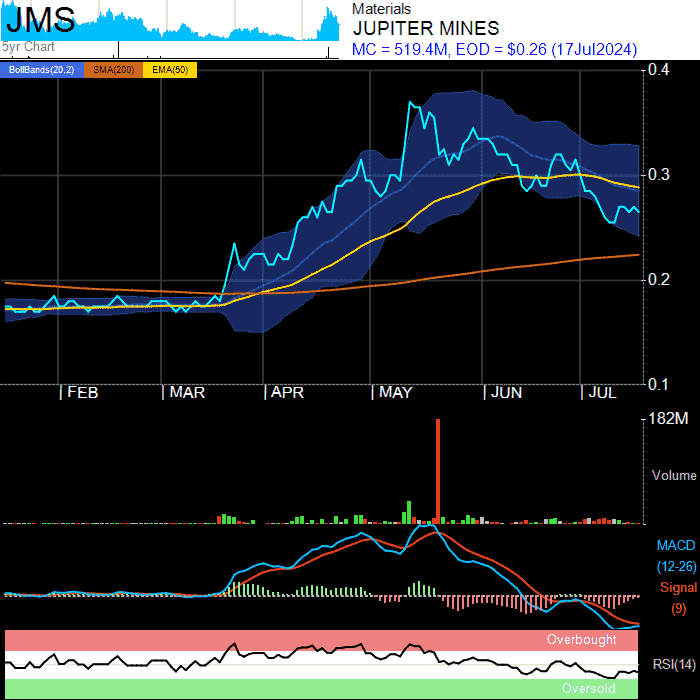 JMS
5yr Chart
Materials
JUPITER MINES
MC = 519.4M, EOD = $0.26 (17Jul2024)
BollBands(20,2) SMA(200) EMA(50)
0.4
0.3
0.2
0.1
FEB MAR APR MAY JUN JUL
182M
Volume
MACD
(12-26)
Signal
(9)
Overbought
RSI(14)
Oversold